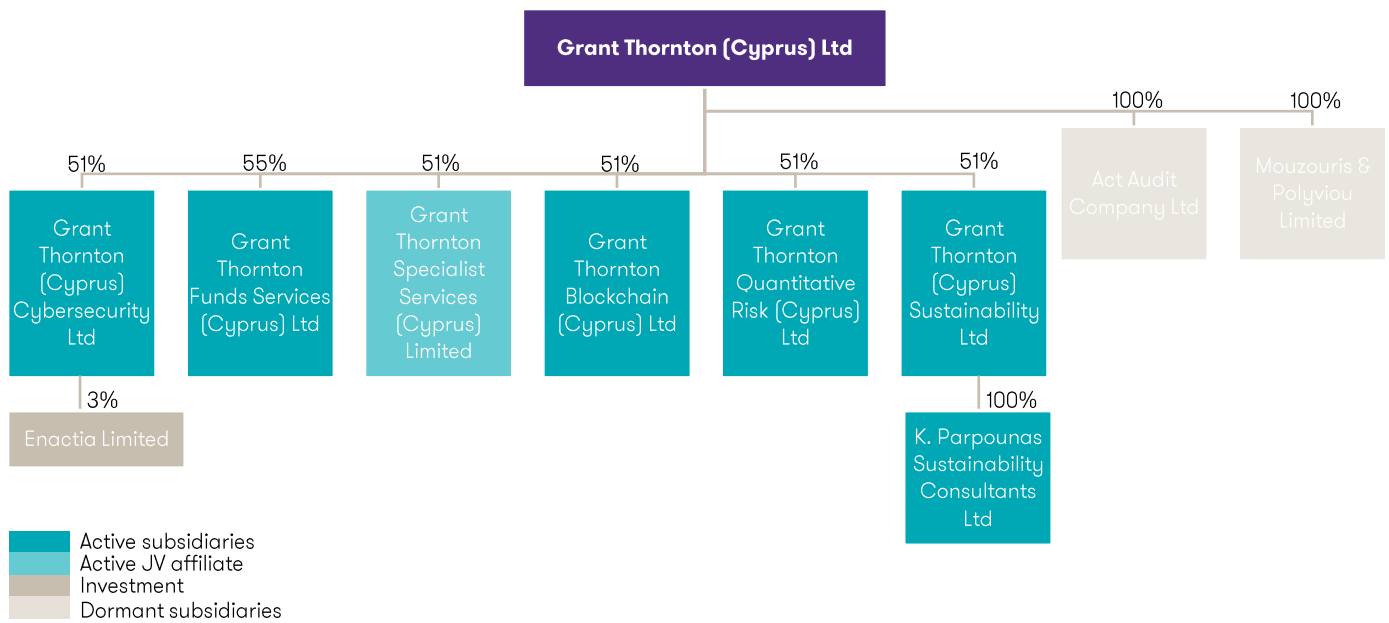 Grant Thornton (Cyprus) Ltd
100%
100%
Act Audit
Company Ltd
Mouzouris &
Polyviou
Limited
51%
55%
51%
51%
51%
51%
Grant
Thornton
(Cyprus)
Cybersecurity
Ltd
Grant
Thornton
Funds Services
(Cyprus) Ltd
Grant
Thornton
Specialist
Services
(Cyprus)
Limited
Grant
Thornton
Blockchain
(Cyprus) Ltd
Grant
Thornton
Quantitative
Risk (Cyprus)
Ltd
Grant
Thornton
(Cyprus)
Sustainability
Ltd
3%
Enactia Limited
100%
K. Parpounas
Sustainability
Consultants
Ltd
Active subsidiaries
Active JV affiliate
Investment
Dormant subsidiaries